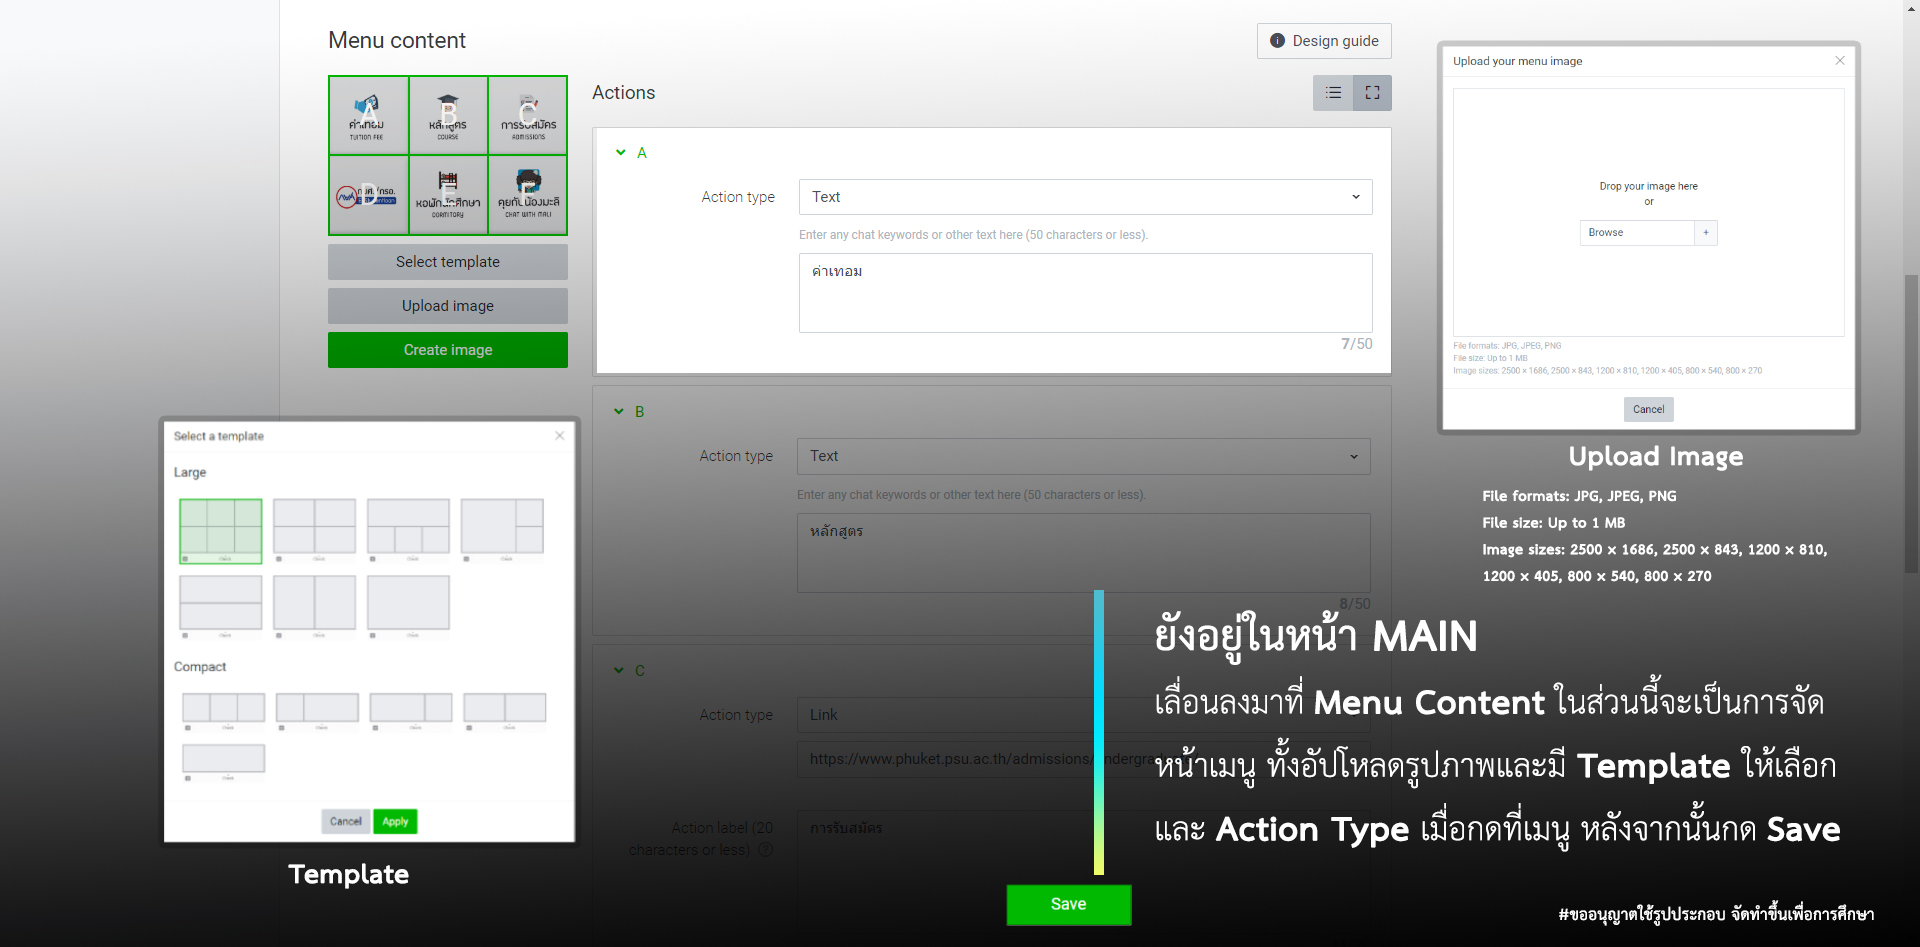 Menu content
Design guide
A
ค่าเทอม
TUITION FEE
B
หลักสูตร
COURSE
C
การรับสมัคร
ADMISSIONS
D
กยศ./กรอ.
E
หอพักนักศึกษา
DORMITORY
F
คุยกับน้องมะลิ
CHAT WITH MALI
Select template
Upload image
Create image
Actions
A
Action type
Text
Enter any chat keywords or other text here (50 characters or less).
ค่าเทอม
7/50
B
Action type
Text
Enter any chat keywords or other text here (50 characters or less).
หลักสูตร
8/50
C
Action type
Link
https://www.phuket.psu.ac.th/admissions/undergra
Action label (20
characters or less)
การรับสมัคร
Save
Select a template
Large
Compact
Cancel
Apply
Template
Upload your menu image
Drop your image here
or
Browse
+
File formats: JPG, JPEG, PNG
File size: Up to 1 MB
Image sizes: 2500 × 1686, 2500 × 843, 1200 × 810, 1200 × 405, 800 × 540, 800 × 270
Cancel
Upload Image
File formats: JPG, JPEG, PNG
File size: Up to 1 MB
Image sizes: 2500 × 1686, 2500 × 843, 1200 × 810,
1200 × 405, 800 × 540, 800 × 270
ยังอยู่ในหน้า MAIN
เลื่อนลงมาที่ Menu Content ในส่วนนี้จะเป็นการจัด
หน้าเมนู ทั้งอัปโหลดรูปภาพและมี Template ให้เลือก
และ Action Type เมื่อกดที่เมนู หลังจากนั้นกด Save
#ขออนุญาตใช้รูปประกอบ จัดทำขึ้นเพื่อการศึกษา